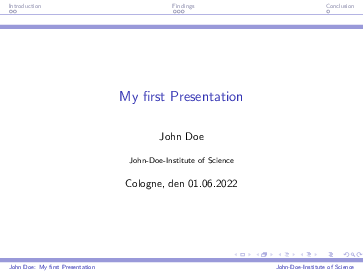 Introduction Findings Conclusion
My first Presentation
John Doe
John-Doe-Institute of Science
Cologne, den 01.06.2022
John Doe: My first Presentation John-Doe-Institute of Science